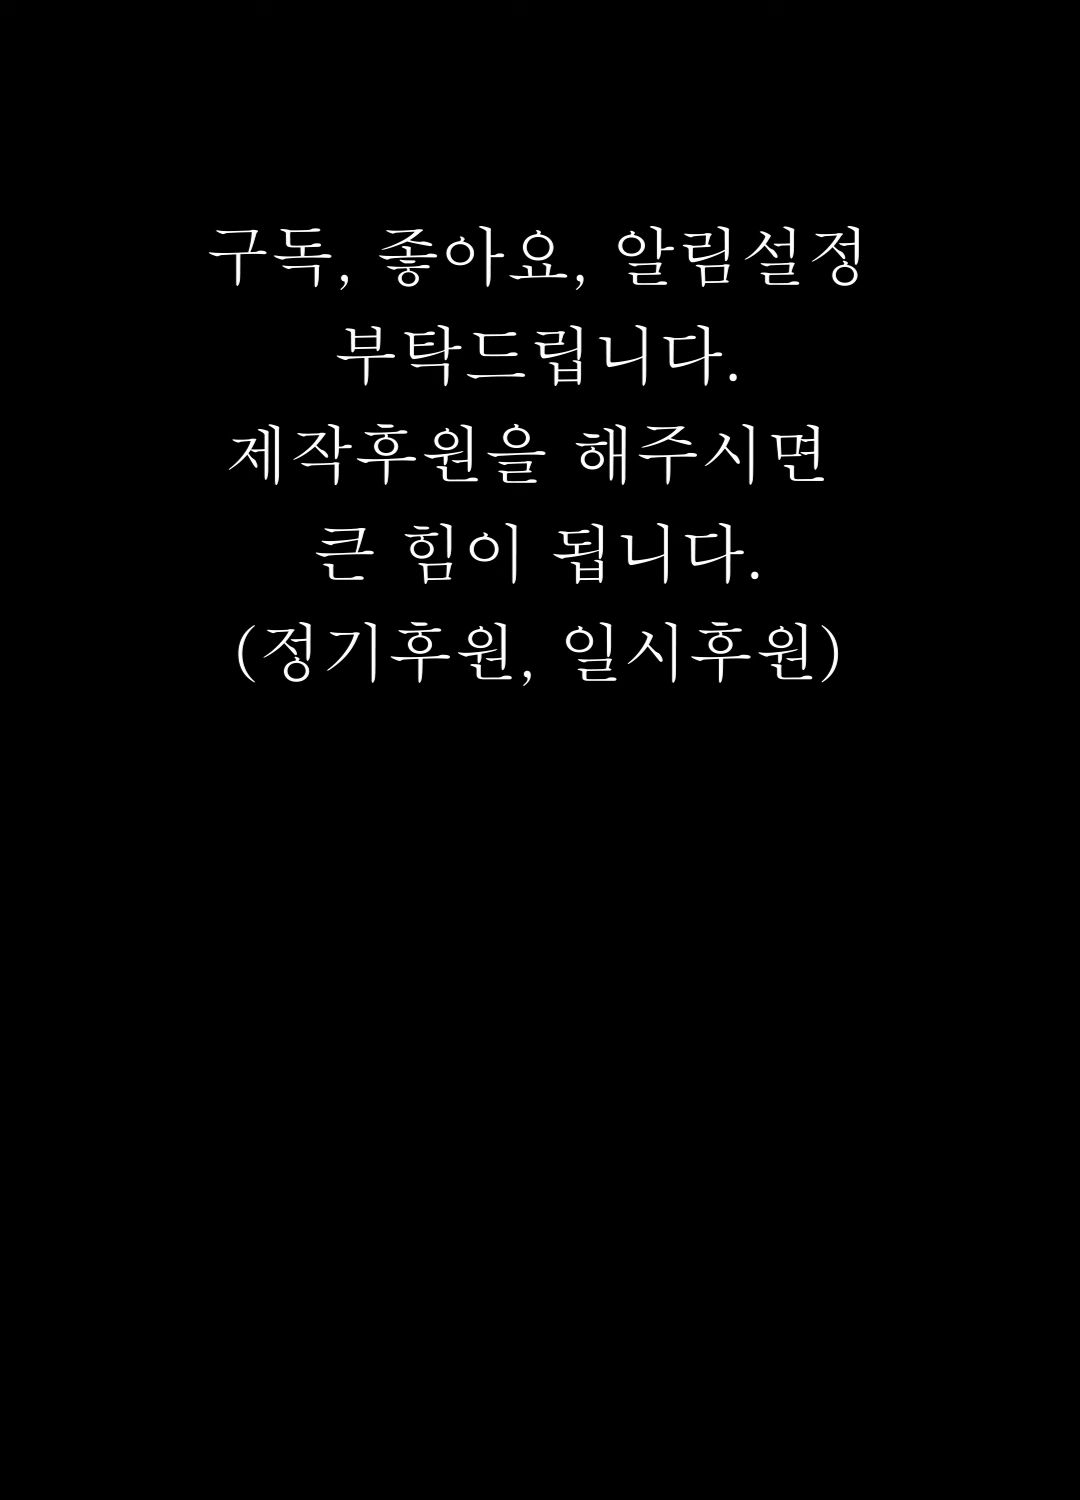 구독, 좋아요, 알림설정
부탁드립니다.
제작후원을 해주시면
큰 힘이 됩니다.
(정기후원, 일시후원)